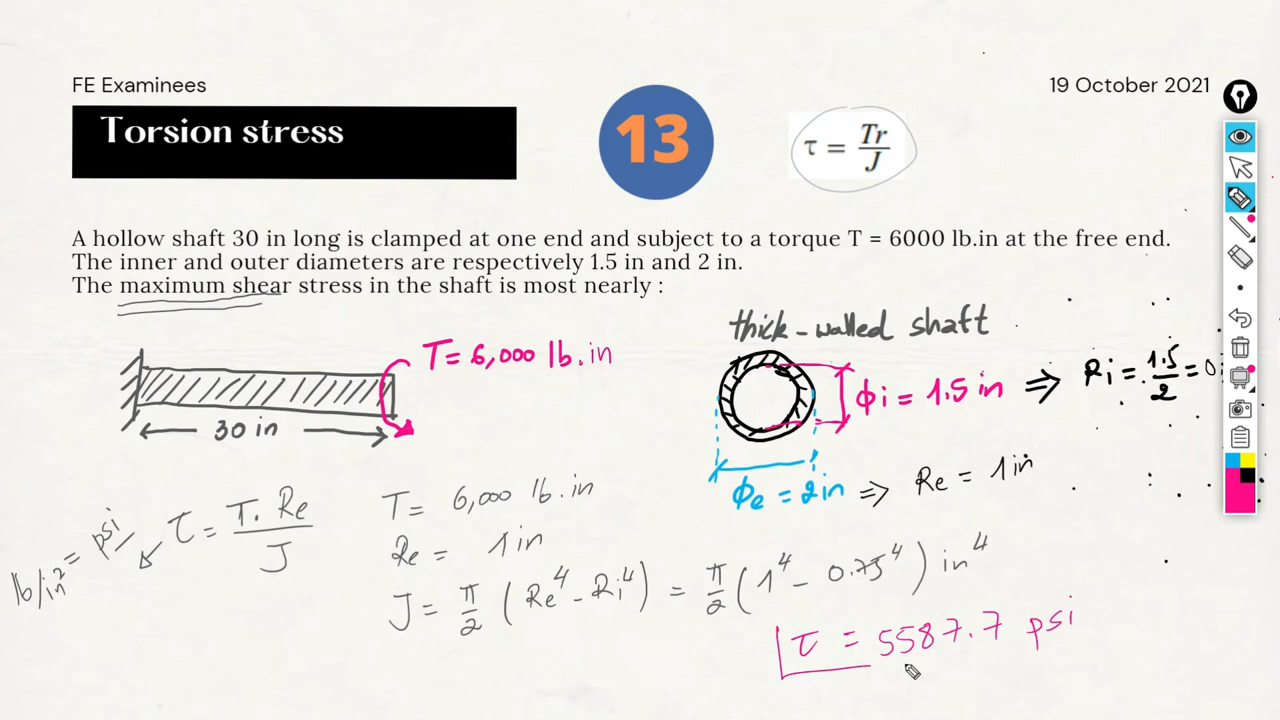 FE Examinees
19 October 2021
Torsion stress
13
τ = Tr/J
A hollow shaft 30 in long is clamped at one end and subject to a torque T = 6000 lb.in at the free end.
The inner and outer diameters are respectively 1.5 in and 2 in.
The maximum shear stress in the shaft is most nearly :
thick-walled shaft
T = 6,000 lb.in
30 in
ϕi = 1.5 in ⇒ Ri = 1.5/2 = 0
ϕe = 2 in ⇒ Re = 1 in
lb/in² = psi ↙ τ = T. Re/J
T = 6,000 lb.in
Re = 1 in
J = π/2 (Re⁴ - Ri⁴) = π/2 (1⁴ - 0.75⁴) in⁴
τ = 5587.7 psi